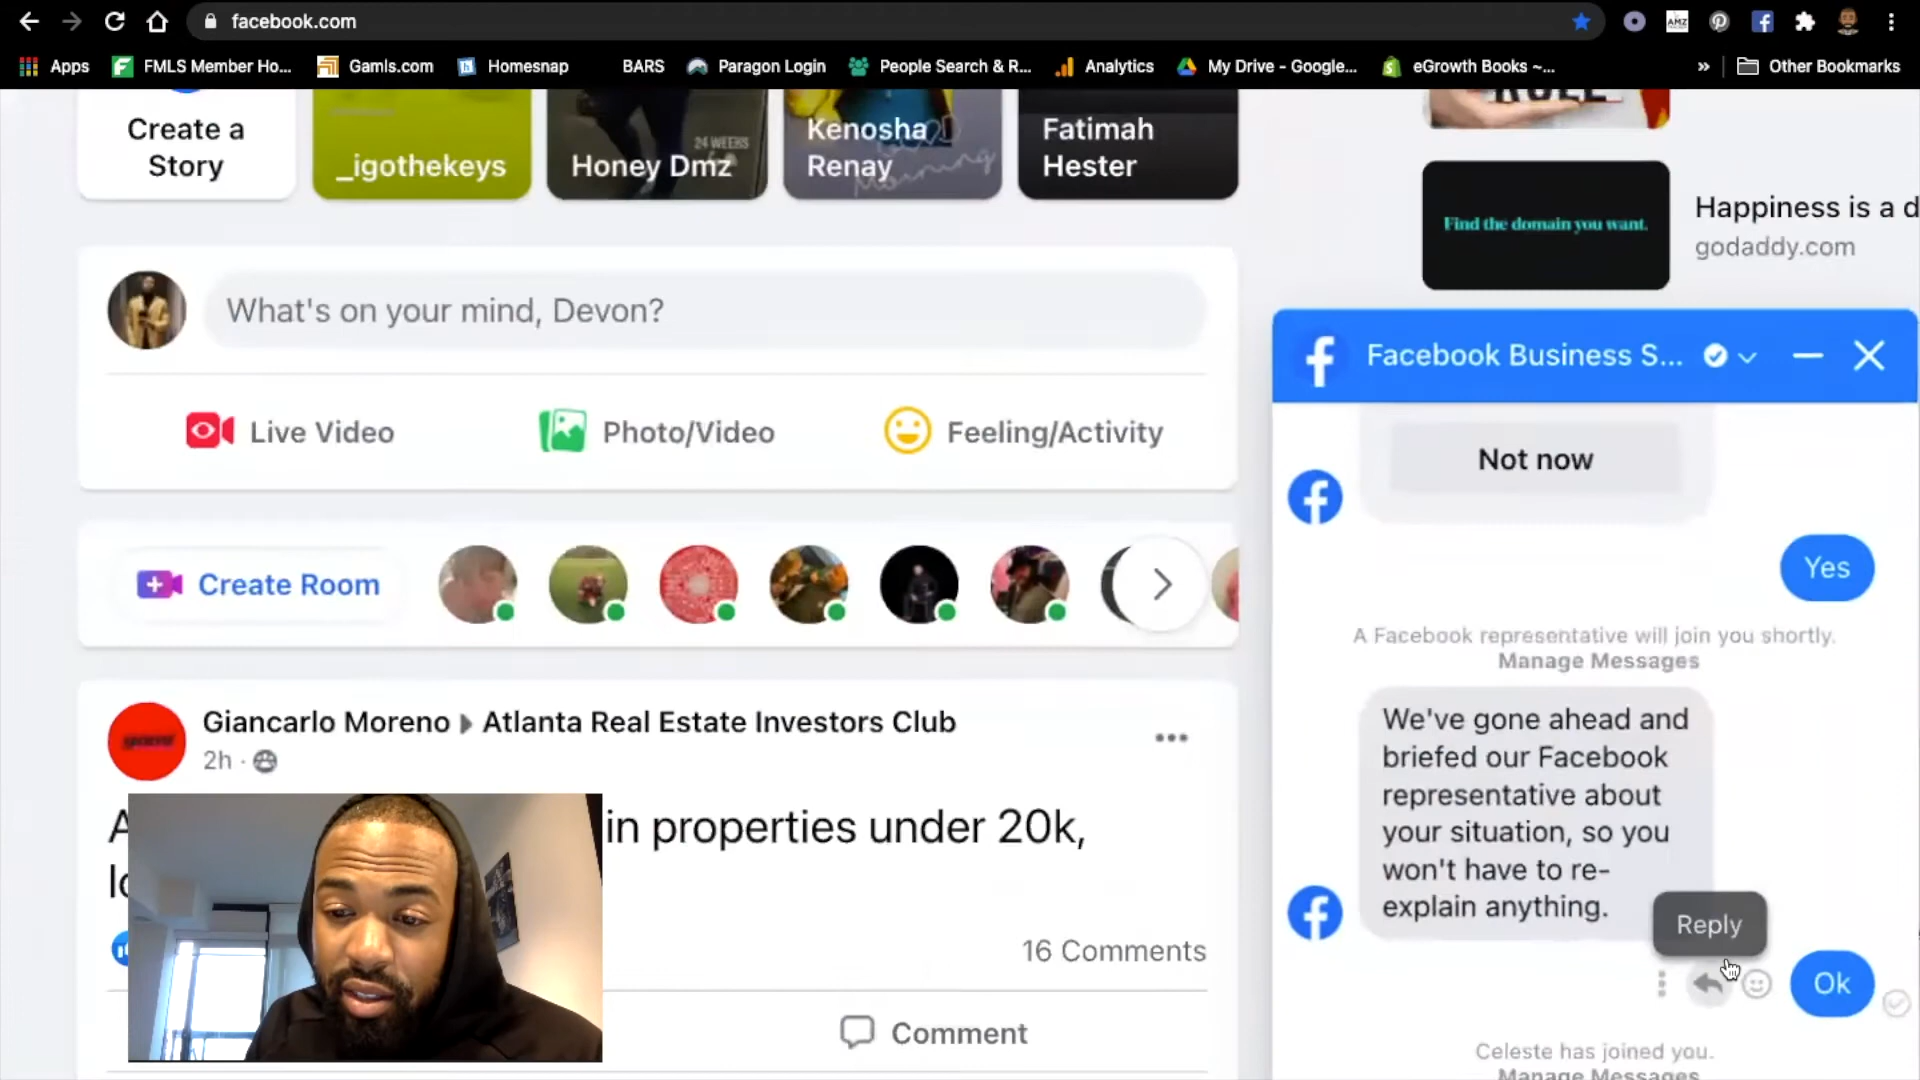 facebook.com
Apps
FMLS Member Ho...
Gamls.com
Homesnap
BARS
Paragon Login
People Search & R...
Analytics
My Drive - Google...
eGrowth Books ~...
»
Other Bookmarks
Create a
Story
_igothekeys
24 WEEKS
Honey Dmz
Kenosha
Renay
Morning
Fatimah
Hester
Find the domain you want.
Happiness is a d
godaddy.com
What's on your mind, Devon?
Live Video
Photo/Video
Feeling/Activity
Create Room
Giancarlo Moreno
Atlanta Real Estate Investors Club
2h ·
in properties under 20k,
16 Comments
Comment
Facebook Business S...
Not now
Yes
A Facebook representative will join you shortly.
Manage Messages
We've gone ahead and
briefed our Facebook
representative about
your situation, so you
won't have to re-
explain anything.
Reply
Ok
Celeste has joined you.
Manage Messages